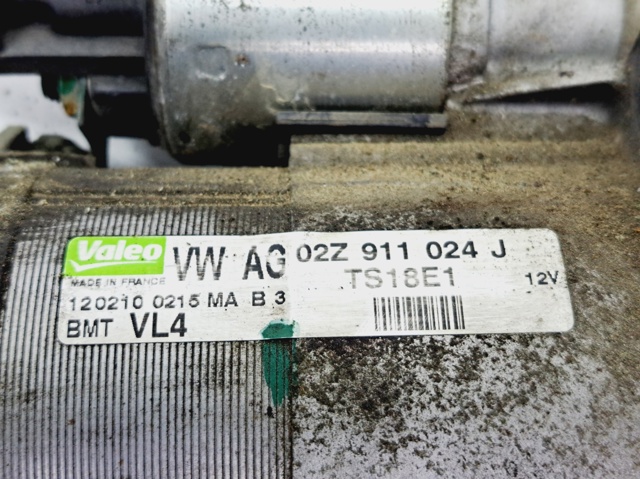 Valeo VW AG 02Z 911 024 J
MADE IN FRANCE TS18E1 12V
120210 0215 MA B 3
BMT VL4